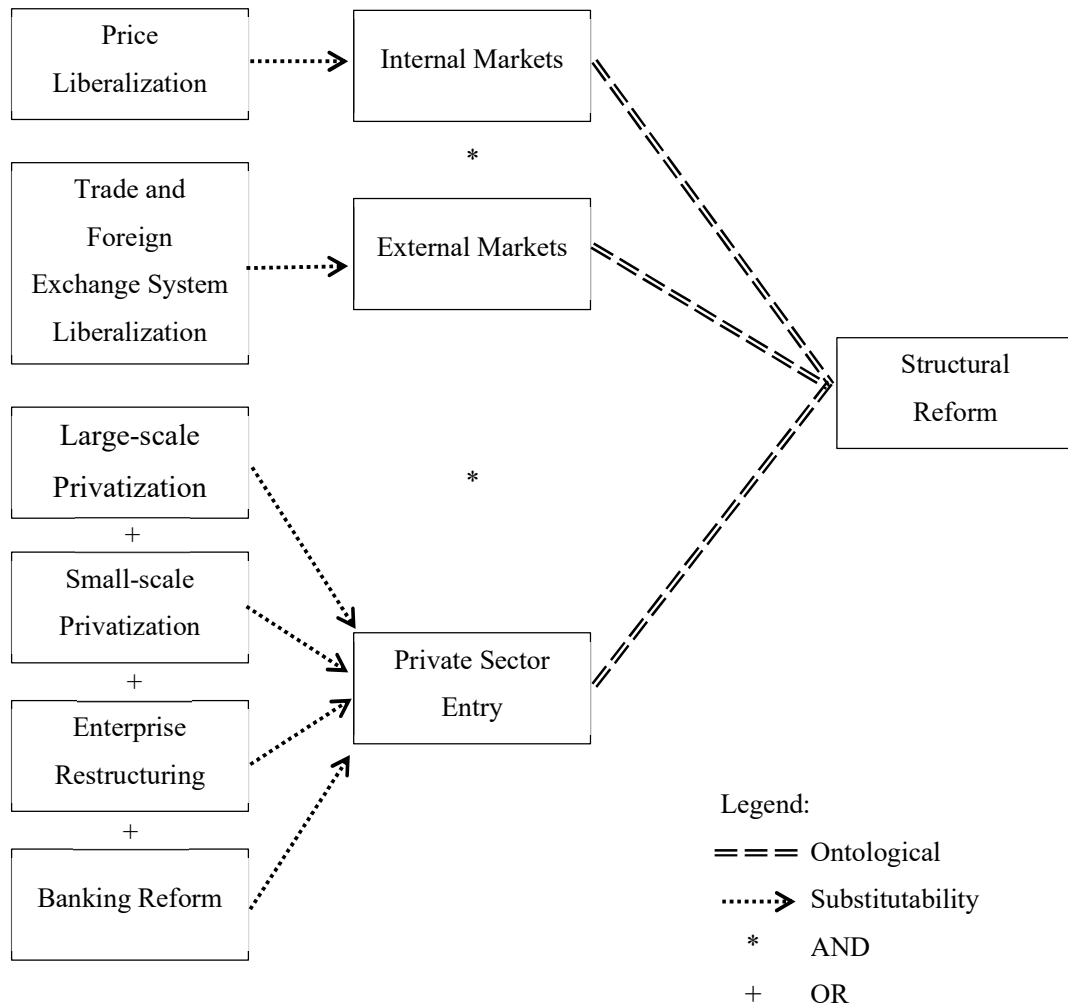 Price
Liberalization
Internal Markets
*
Trade and
Foreign
Exchange System
Liberalization
External Markets
Structural
Reform
Large-scale
Privatization
*
+
Small-scale
Privatization
+
Private Sector
Entry
Enterprise
Restructuring
+
Banking Reform
Legend:
Ontological
Substitutability
* AND
+ OR